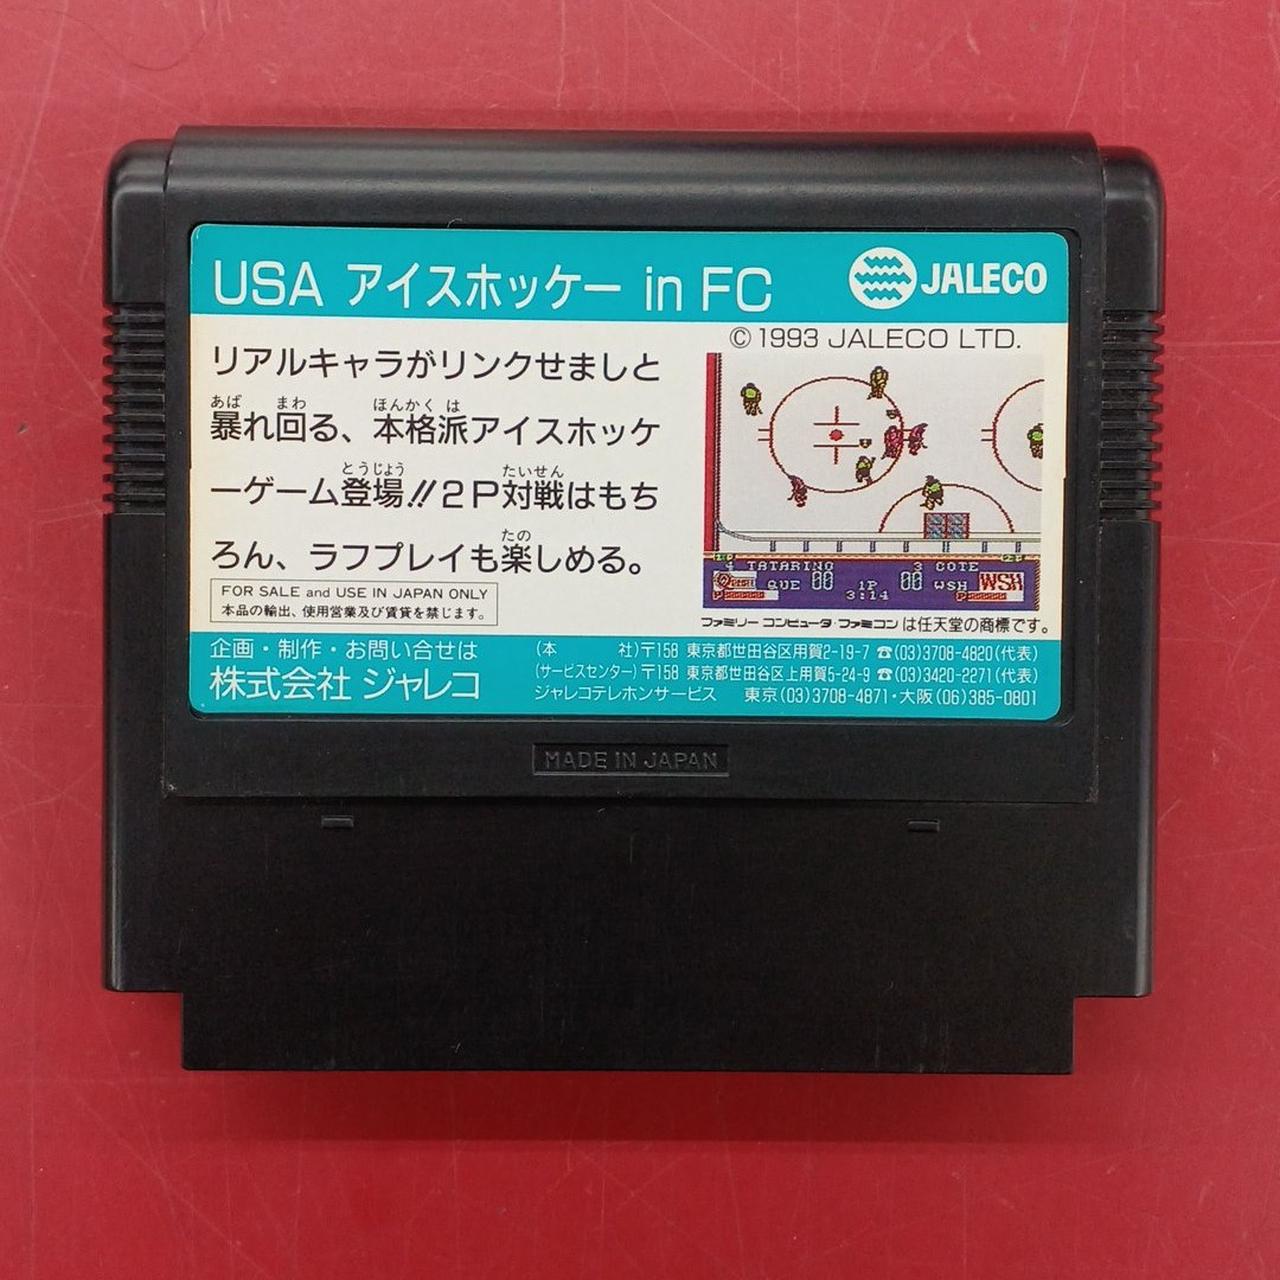 USA アイスホッケー in FC
JALECO
© 1993 JALECO LTD.
リアルキャラがリンクせましと
あば まわ ほんかく は
暴れ回る、本格派アイスホッケ
とうじょう たいせん
ーゲーム登場!!2P対戦はもち
たの
ろん、ラフプレイも楽しめる。
FOR SALE and USE IN JAPAN ONLY
本品の輸出、使用営業及び賃貸を禁じます。
1P 2P
4 TATARINO 3 COTE
QUE 00 1P 00 WSH WSH
P 3:14 P
ファミリー コンピュータ・ファミコン は任天堂の商標です。
企画・制作・お問い合せは
株式会社 ジャレコ
(本 社)〒158 東京都世田谷区用賀2-19-7 ☎(03)3708-4820(代表)
(サービスセンター)〒158 東京都世田谷区上用賀5-24-9 ☎(03)3420-2271(代表)
ジャレコテレホンサービス 東京(03)3708-4871・大阪(06)385-0801
MADE IN JAPAN